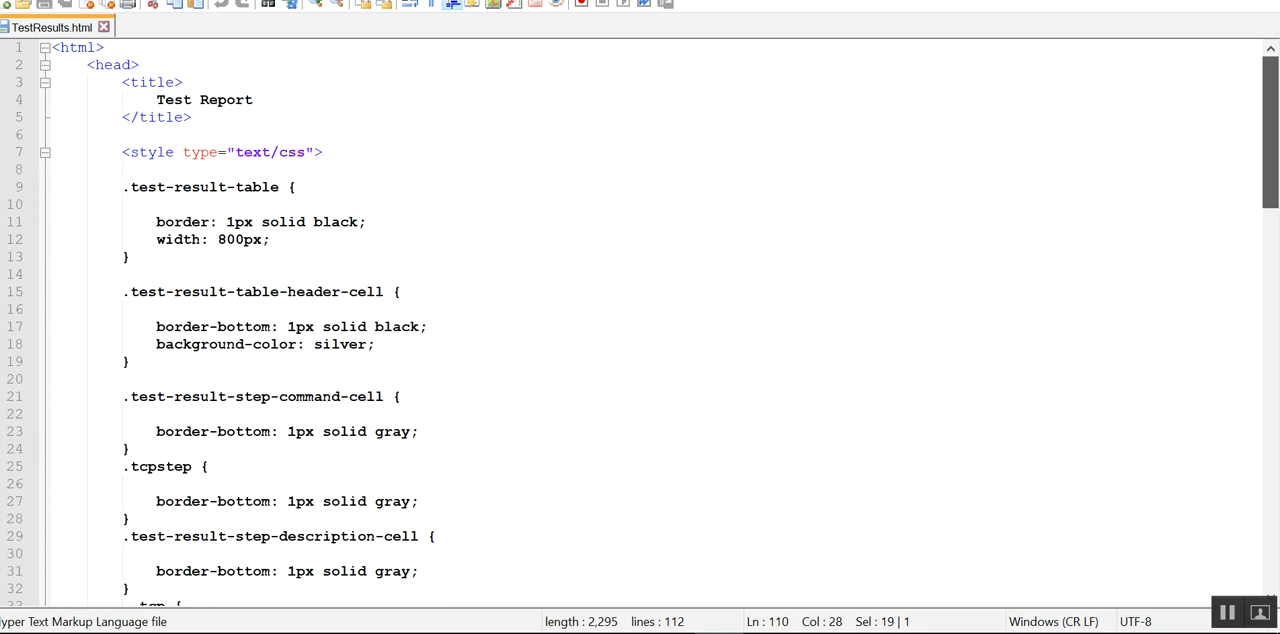 TestResults.html
1 <html>
2 <head>
3 <title>
4 Test Report
5 </title>
6
7 <style type="text/css">
8
9 .test-result-table {
10
11 border: 1px solid black;
12 width: 800px;
13 }
14
15 .test-result-table-header-cell {
16
17 border-bottom: 1px solid black;
18 background-color: silver;
19 }
20
21 .test-result-step-command-cell {
22
23 border-bottom: 1px solid gray;
24 }
25 .tcpstep {
26
27 border-bottom: 1px solid gray;
28 }
29 .test-result-step-description-cell {
30
31 border-bottom: 1px solid gray;
32 }
33 .tcp {
yper Text Markup Language file length : 2,295 lines : 112 Ln : 110 Col : 28 Sel : 19 | 1 Windows (CR LF) UTF-8